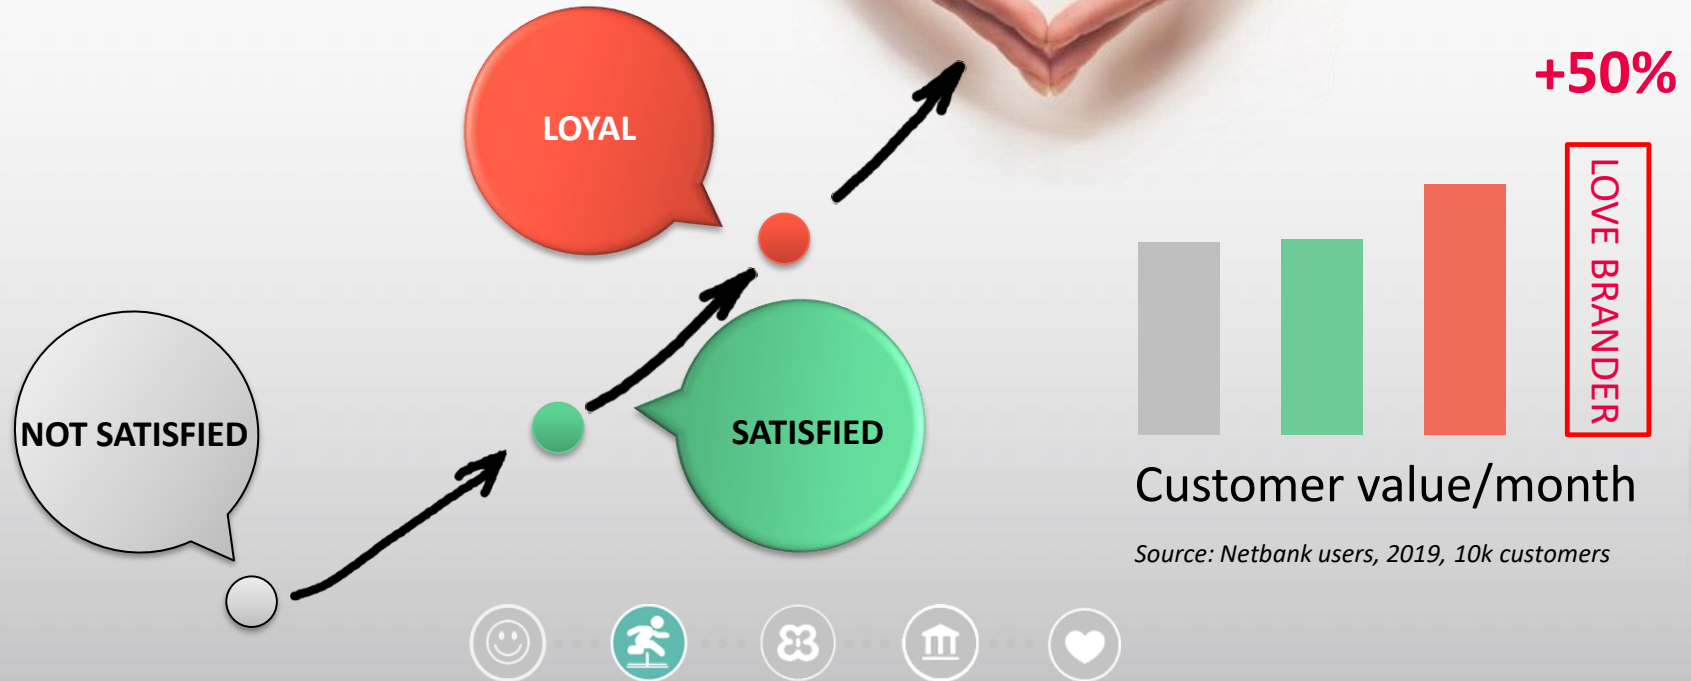 +50%
LOYAL
LOVE BRANDER
NOT SATISFIED
SATISFIED
Customer value/month
Source: Netbank users, 2019, 10k customers